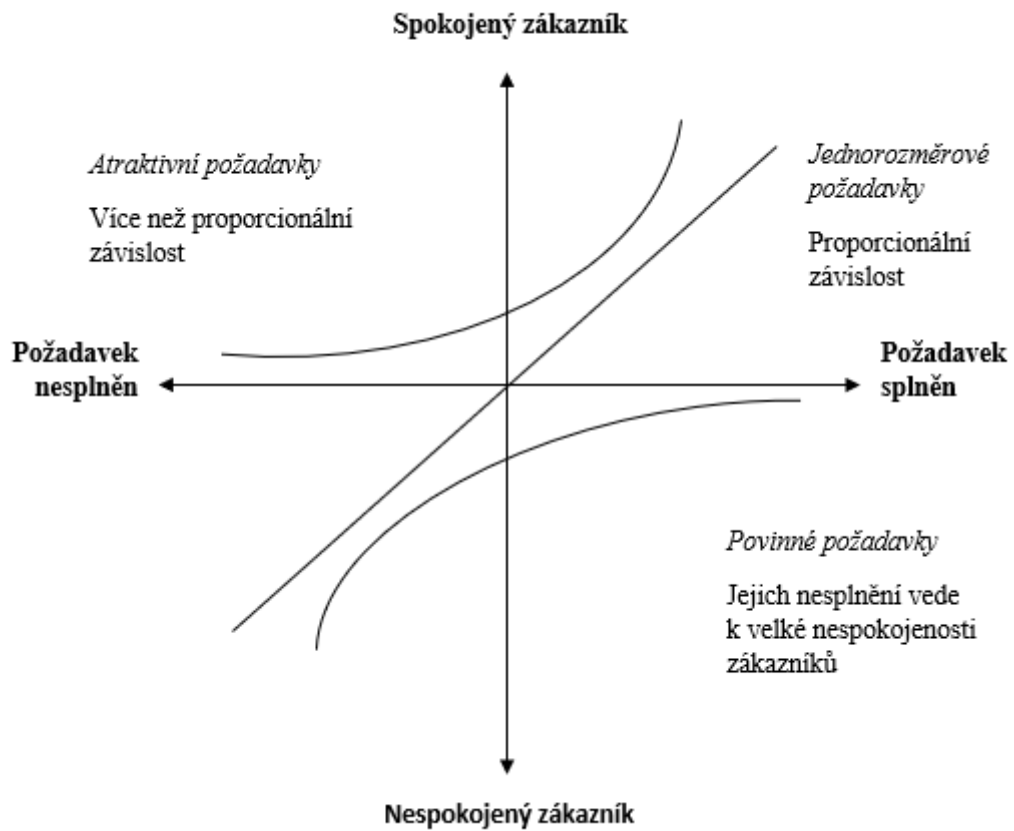 Spokojený zákazník
Atraktivní požadavky
Více než proporcionální
závislost
Jednorozměrové
požadavky
Proporcionální
závislost
Požadavek
nesplněn
Požadavek
splněn
Povinné požadavky
Jejich nesplnění vede
k velké nespokojenosti
zákazníků
Nespokojený zákazník